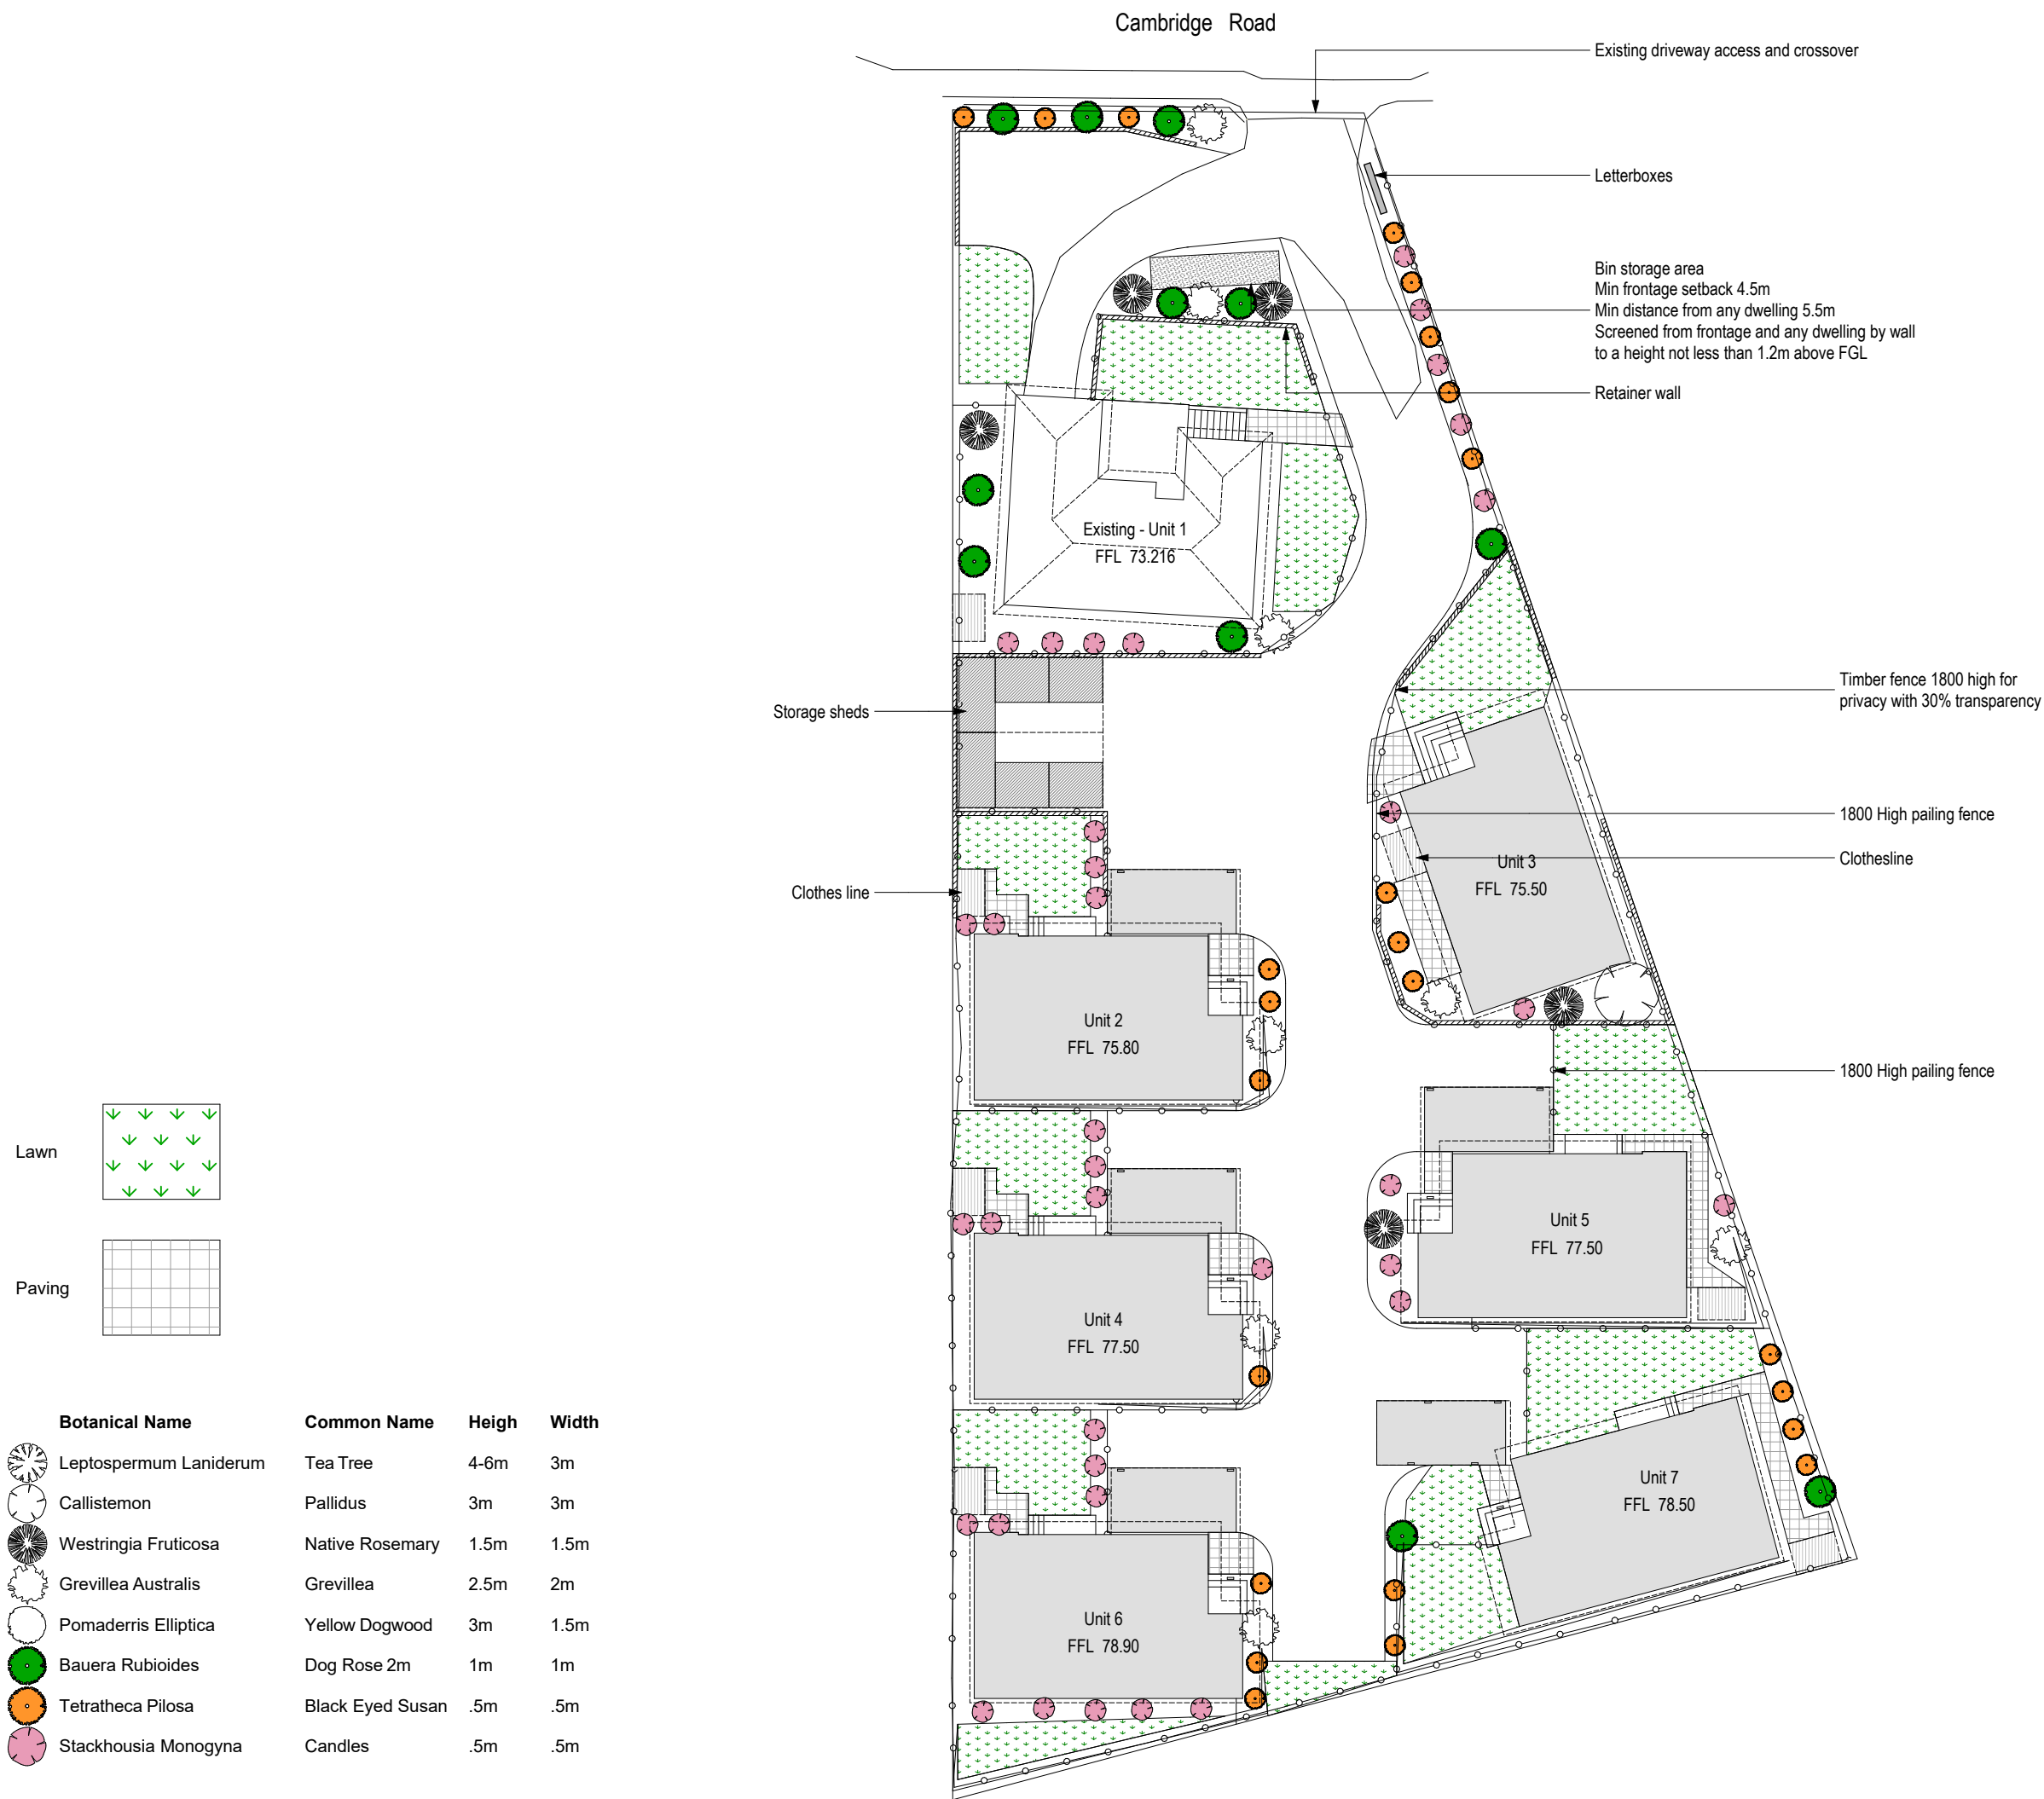 Cambridge Road
Existing driveway access and crossover
Letterboxes
Bin storage area
Min frontage setback 4.5m
Min distance from any dwelling 5.5m
Screened from frontage and any dwelling by wall
to a height not less than 1.2m above FGL
Retainer wall
Existing - Unit 1
FFL 73.216
Timber fence 1800 high for
privacy with 30% transparency
Storage sheds
1800 High pailing fence
Clothesline
Unit 3
FFL 75.50
Clothes line
Unit 2
FFL 75.80
1800 High pailing fence
Unit 5
FFL 77.50
Unit 4
FFL 77.50
Unit 7
FFL 78.50
Unit 6
FFL 78.90
Lawn
Paving
Botanical Name Common Name Heigh Width
Leptospermum Laniderum Tea Tree 4-6m 3m
Callistemon Pallidus 3m 3m
Westringia Fruticosa Native Rosemary 1.5m 1.5m
Grevillea Australis Grevillea 2.5m 2m
Pomaderris Elliptica Yellow Dogwood 3m 1.5m
Bauera Rubioides Dog Rose 2m 1m 1m
Tetratheca Pilosa Black Eyed Susan .5m .5m
Stackhousia Monogyna Candles .5m .5m